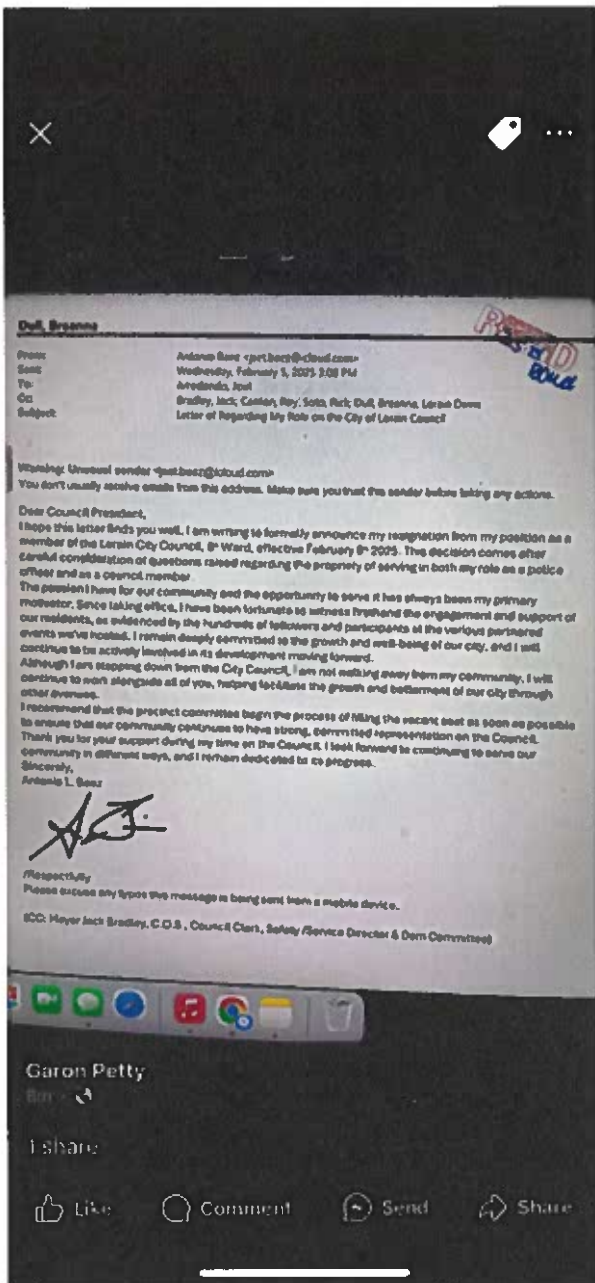 Dull, Breanna
From: Antonio Baez
Sent: Wednesday, February 5, 2025 2:08 PM
To: Arredondo, Joel
Cc: Bradley, Jack; Carrion, Rey; Soto, Rick; Dull, Breanna; Lorain Dems
Subject: Letter of Regarding My Role on the City of Lorain Council
Warning: Unusual sender
You don't usually receive emails from this address. Make sure you trust this sender before taking any actions.
Dear Council President,
I hope this letter finds you well. I am writing to formally announce my resignation from my position as a
member of the Lorain City Council, 8ᵗʰ Ward, effective February 2025. This decision comes after
careful consideration of questions raised regarding the propriety of serving in both my role as a police
officer and as a council member.
The passion I have for our community and the opportunity to serve it has always been my primary
motivator. Since taking office, I have been fortunate to witness firsthand the engagement and support of
our residents, as evidenced by the hundreds of followers and participants at the various partnered
events we've hosted. I remain deeply committed to the growth and well-being of our city, and I will
continue to be actively involved in its development moving forward.
Although I am stepping down from the City Council, I am not walking away from my community. I will
continue to work alongside all of you, helping facilitate the growth and betterment of our city through
other avenues.
I recommend that the precinct committee begin the process of filling the vacant seat as soon as possible
to ensure that our community continues to have strong, committed representation on the Council.
Thank you for your support during my time on the Council. I look forward to continuing to serve our
community in different ways, and I remain dedicated to its progress.
Sincerely,
Antonio L. Baez
/Respectfully
Please excuse any typos this message is being sent from a mobile device.
(CC: Mayor Jack Bradley, C.O.S , Council Clerk, Safety /Service Director & Dem Committee)
Garon Petty
8m
1 share
Like Comment Send Share